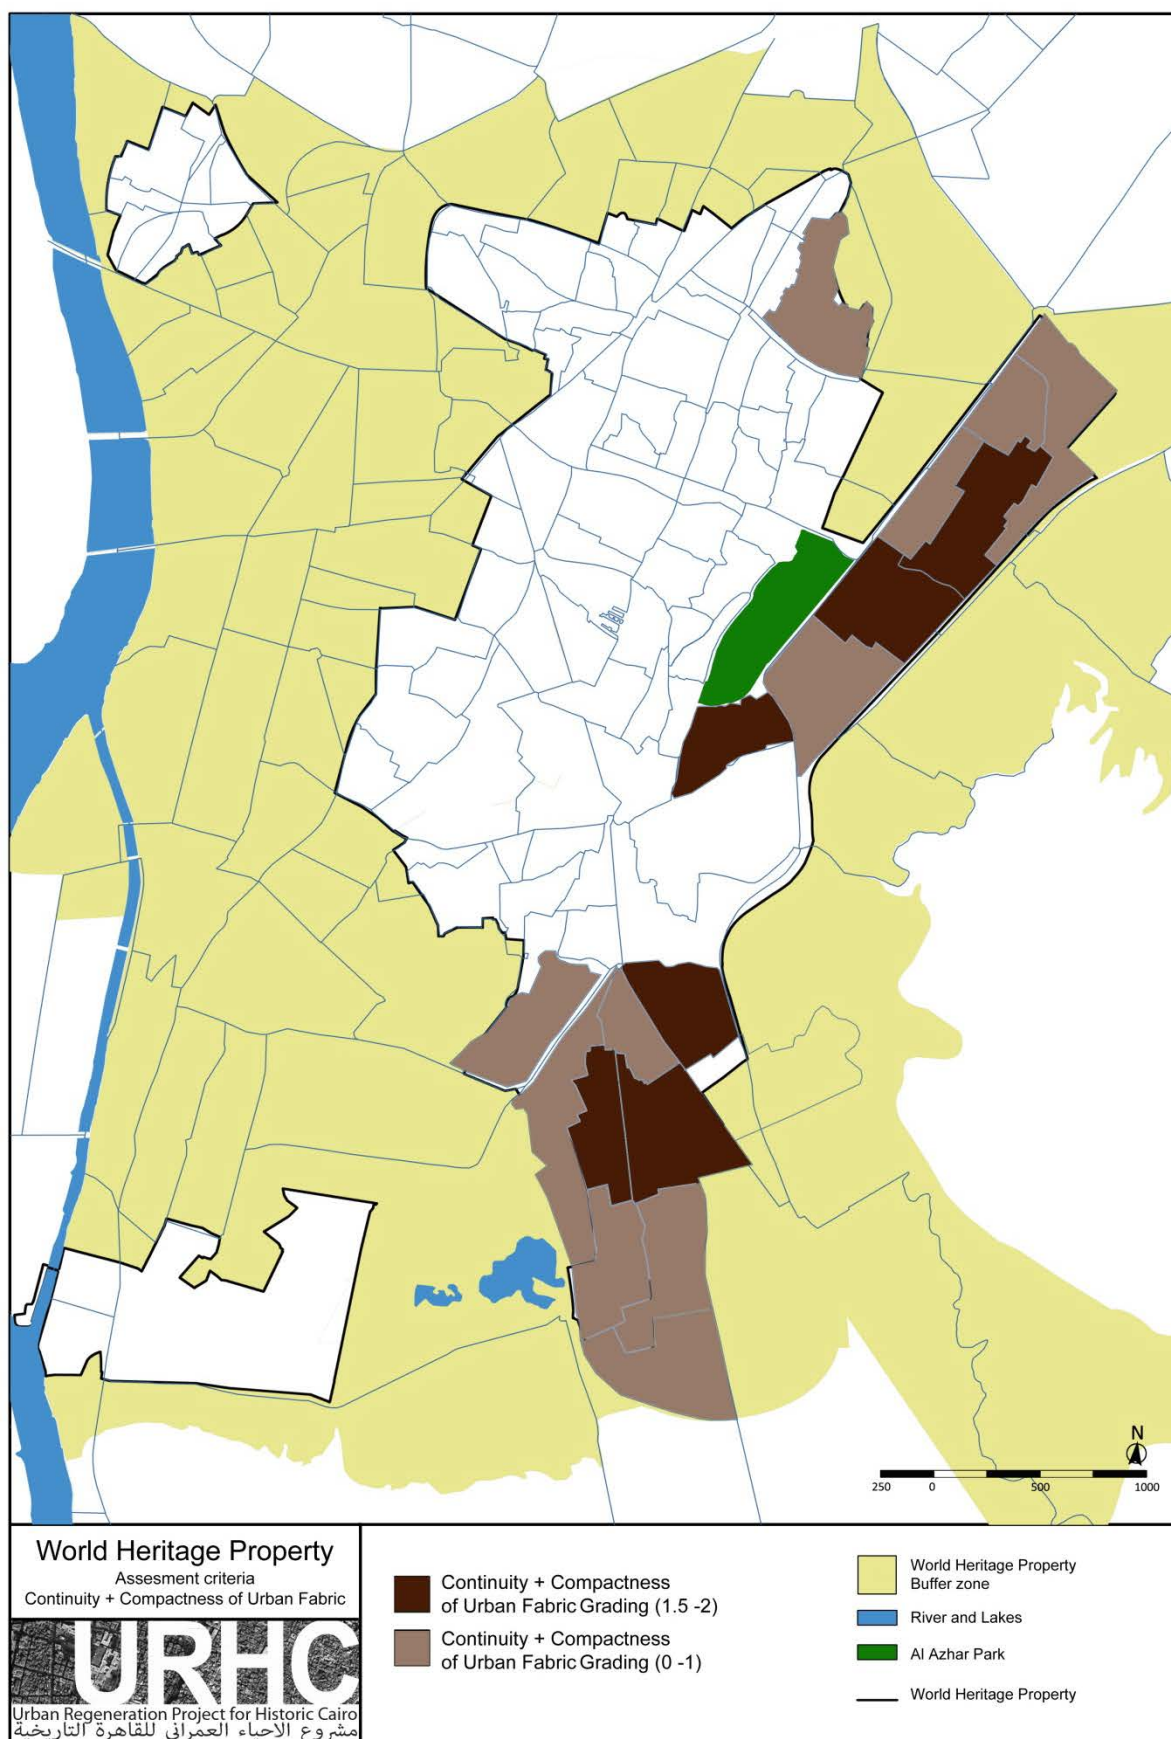 N
250
0
500
1000
World Heritage Property
Assesment criteria
Continuity + Compactness of Urban Fabric
URHC
Urban Regeneration Project for Historic Cairo
مشروع الاحياء العمراني للقاهرة التاريخية
Continuity + Compactness
of Urban Fabric Grading (1.5 -2)
Continuity + Compactness
of Urban Fabric Grading (0 -1)
World Heritage Property
Buffer zone
River and Lakes
Al Azhar Park
World Heritage Property